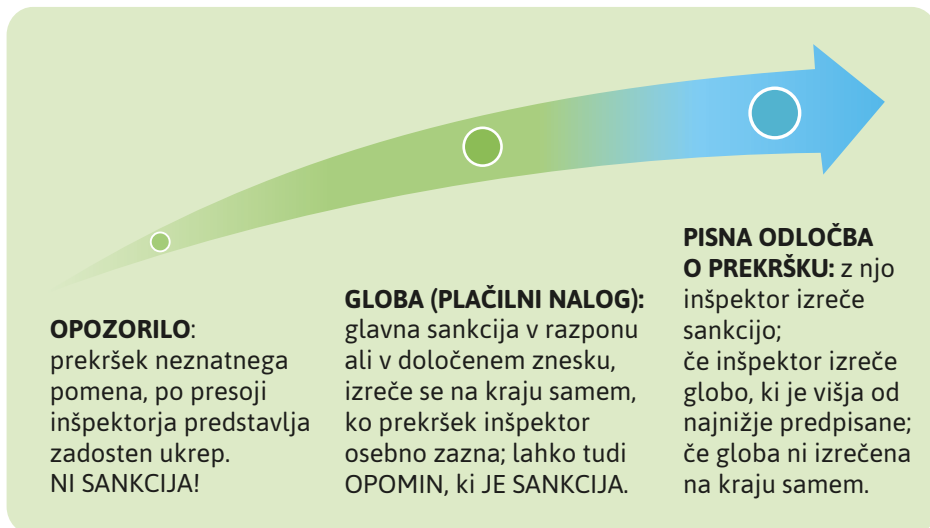 OPOZORILO:
prekršek neznatnega
pomena, po presoji
inšpektorja predstavlja
zadosten ukrep.
NI SANKCIJA!
GLOBA (PLAČILNI NALOG):
glavna sankcija v razponu
ali v določenem znesku,
izreče se na kraju samem,
ko prekršek inšpektor
osebno zazna; lahko tudi
OPOMIN, ki JE SANKCIJA.
PISNA ODLOČBA
O PREKRŠKU: z njo
inšpektor izreče
sankcijo;
če inšpektor izreče
globo, ki je višja od
najnižje predpisane;
če globa ni izrečena
na kraju samem.